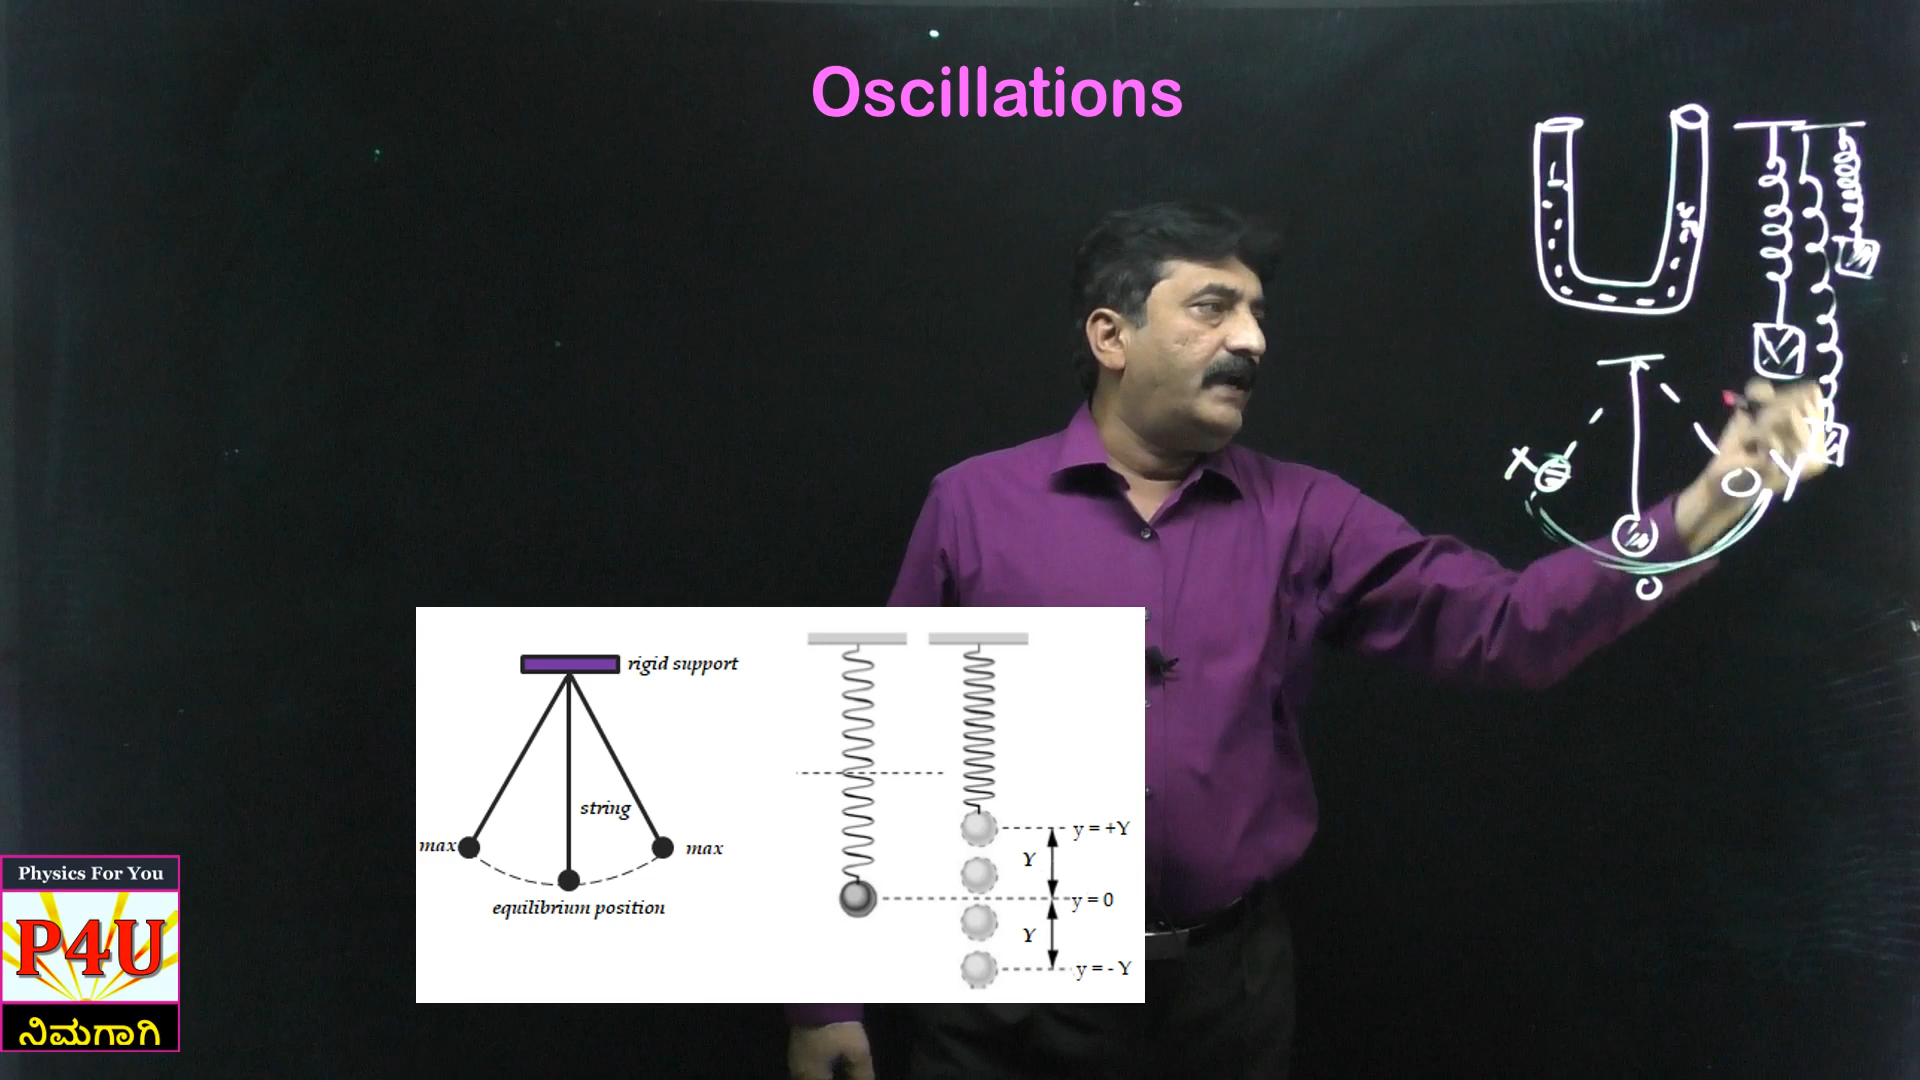 Oscillations
X
Y
O
rigid support
string
max
max
equilibrium position
y = +Y
Y
y = 0
Y
y = - Y
Physics For You
P4U
ನಿಮಗಾಗಿ